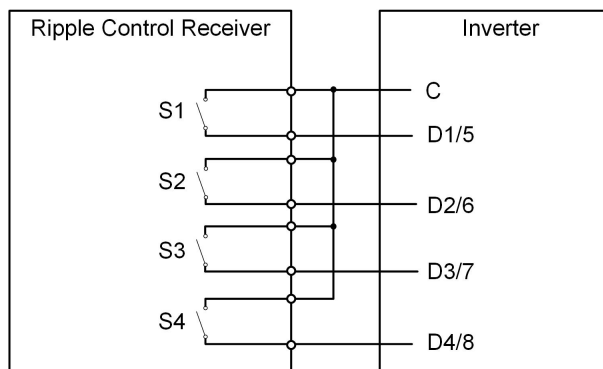 Ripple Control Receiver
Inverter
C
S1
D1/5
S2
D2/6
S3
D3/7
S4
D4/8